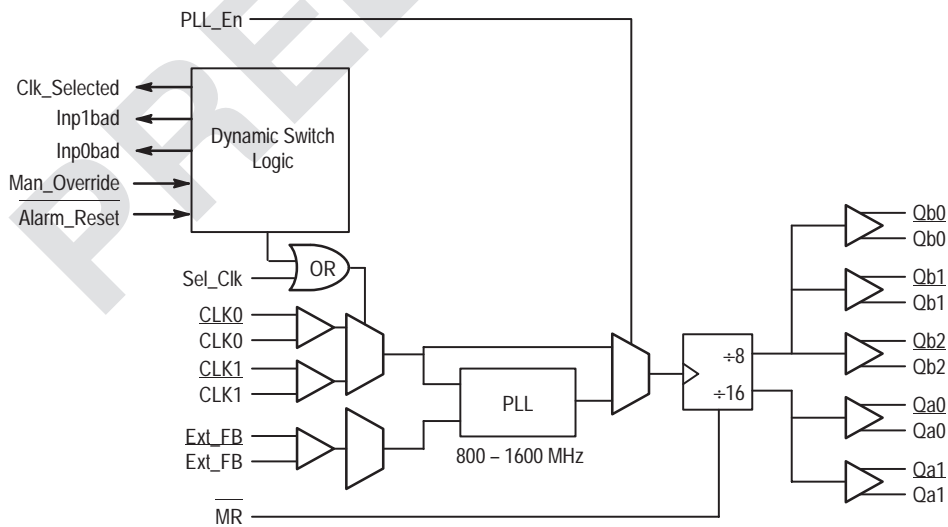 PLL_En
Clk_Selected
Inp1bad
Inp0bad
Man_Override
Alarm_Reset
Dynamic Switch
Logic
OR
Sel_Clk
CLK0
CLK0
CLK1
CLK1
Ext_FB
Ext_FB
MR
PLL
800 – 1600 MHz
÷8
÷16
Qb0
Qb0
Qb1
Qb1
Qb2
Qb2
Qa0
Qa0
Qa1
Qa1